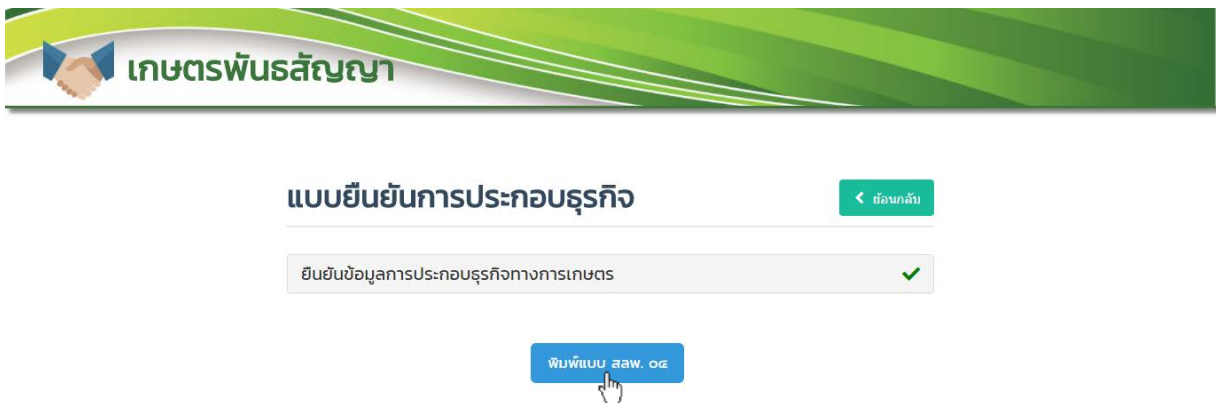 เกษตรพันธสัญญา
แบบยืนยันการประกอบธุรกิจ
ย้อนกลับ
ยืนยันข้อมูลการประกอบธุรกิจทางการเกษตร
พิมพ์แบบ สลพ. ๐๔